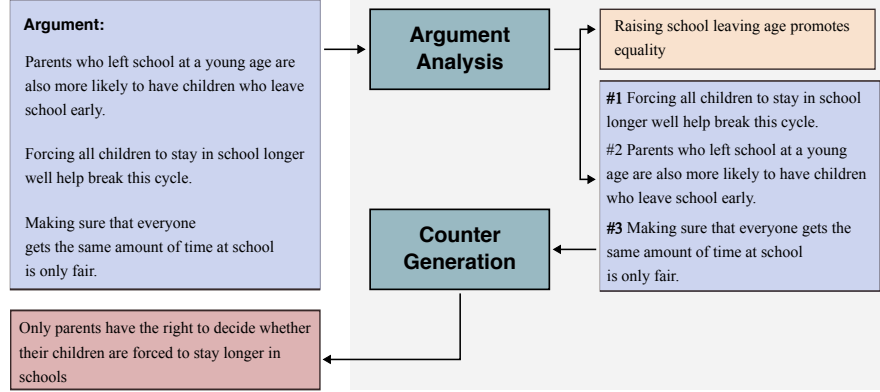 Argument:
Parents who left school at a young age are
also more likely to have children who leave
school early.
Forcing all children to stay in school longer
well help break this cycle.
Making sure that everyone
gets the same amount of time at school
is only fair.
Argument
Analysis
Raising school leaving age promotes
equality
#1 Forcing all children to stay in school
longer well help break this cycle.
#2 Parents who left school at a young
age are also more likely to have children
who leave school early.
#3 Making sure that everyone gets the
same amount of time at school
is only fair.
Counter
Generation
Only parents have the right to decide whether
their children are forced to stay longer in
schools